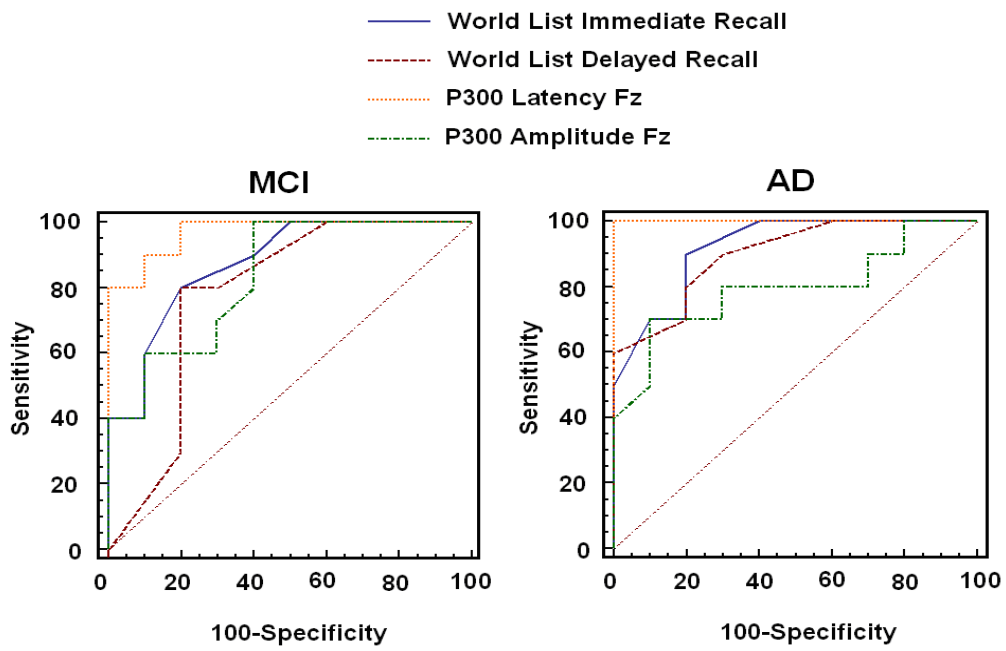 World List Immediate Recall
World List Delayed Recall
P300 Latency Fz
P300 Amplitude Fz
MCI
AD
Sensitivity
100
80
60
40
20
0
0 20 40 60 80 100
100-Specificity
Sensitivity
100
80
60
40
20
0
0 20 40 60 80 100
100-Specificity